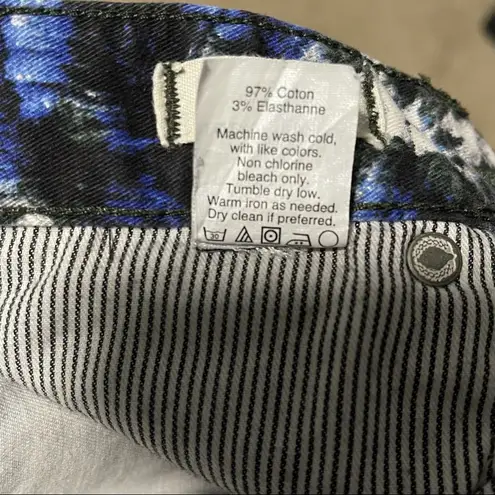 97% Coton
3% Elasthanne
Machine wash cold,
with like colors.
Non chlorine
bleach only.
Tumble dry low.
Warm iron as needed.
Dry clean if preferred.
30